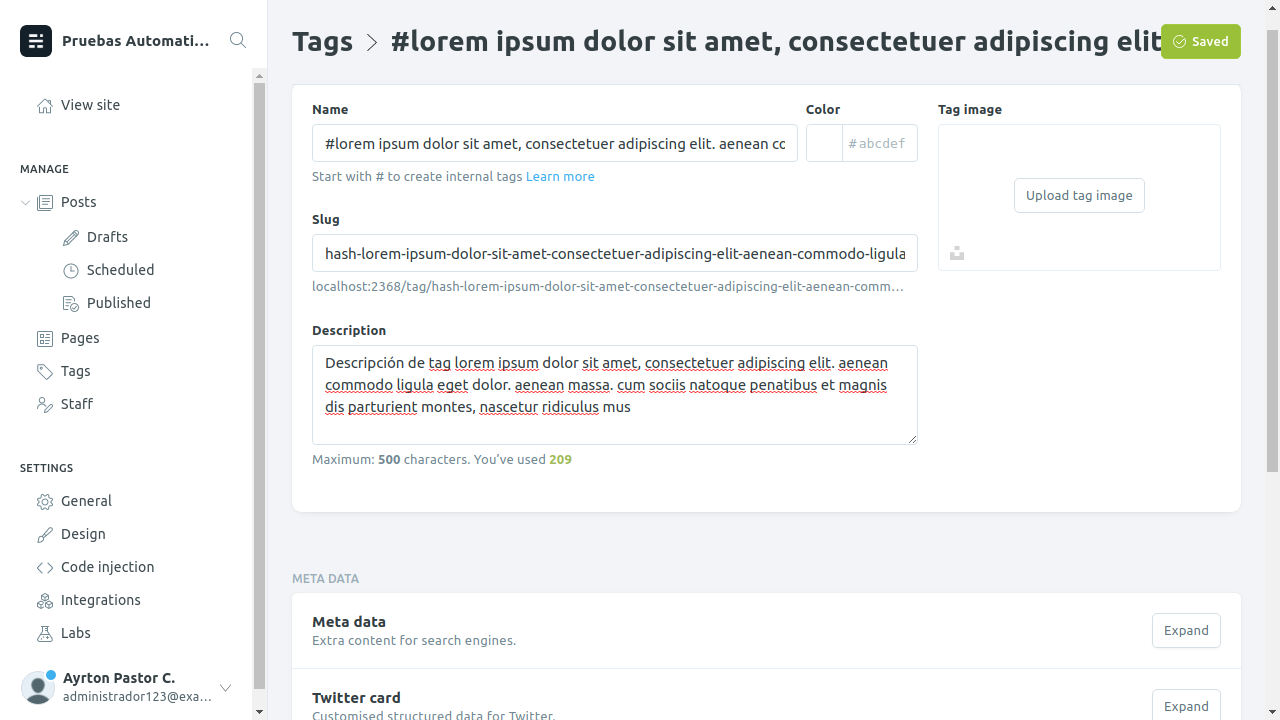 Pruebas Automati...
View site
MANAGE
Posts
Drafts
Scheduled
Published
Pages
Tags
Staff
SETTINGS
General
Design
Code injection
Integrations
Labs
Ayrton Pastor C.
administrador123@exa...
Tags > #lorem ipsum dolor sit amet, consectetuer adipiscing elit
Saved
Name
#lorem ipsum dolor sit amet, consectetuer adipiscing elit. aenean co
Start with # to create internal tags Learn more
Color
#abcdef
Tag image
Upload tag image
Slug
hash-lorem-ipsum-dolor-sit-amet-consectetuer-adipiscing-elit-aenean-commodo-ligula
localhost:2368/tag/hash-lorem-ipsum-dolor-sit-amet-consectetuer-adipiscing-elit-aenean-comm...
Description
Descripción de tag lorem ipsum dolor sit amet, consectetuer adipiscing elit. aenean
commodo ligula eget dolor. aenean massa. cum sociis natoque penatibus et magnis
dis parturient montes, nascetur ridiculus mus
Maximum: 500 characters. You've used 209
META DATA
Meta data
Extra content for search engines.
Expand
Twitter card
Customised structured data for Twitter.
Expand